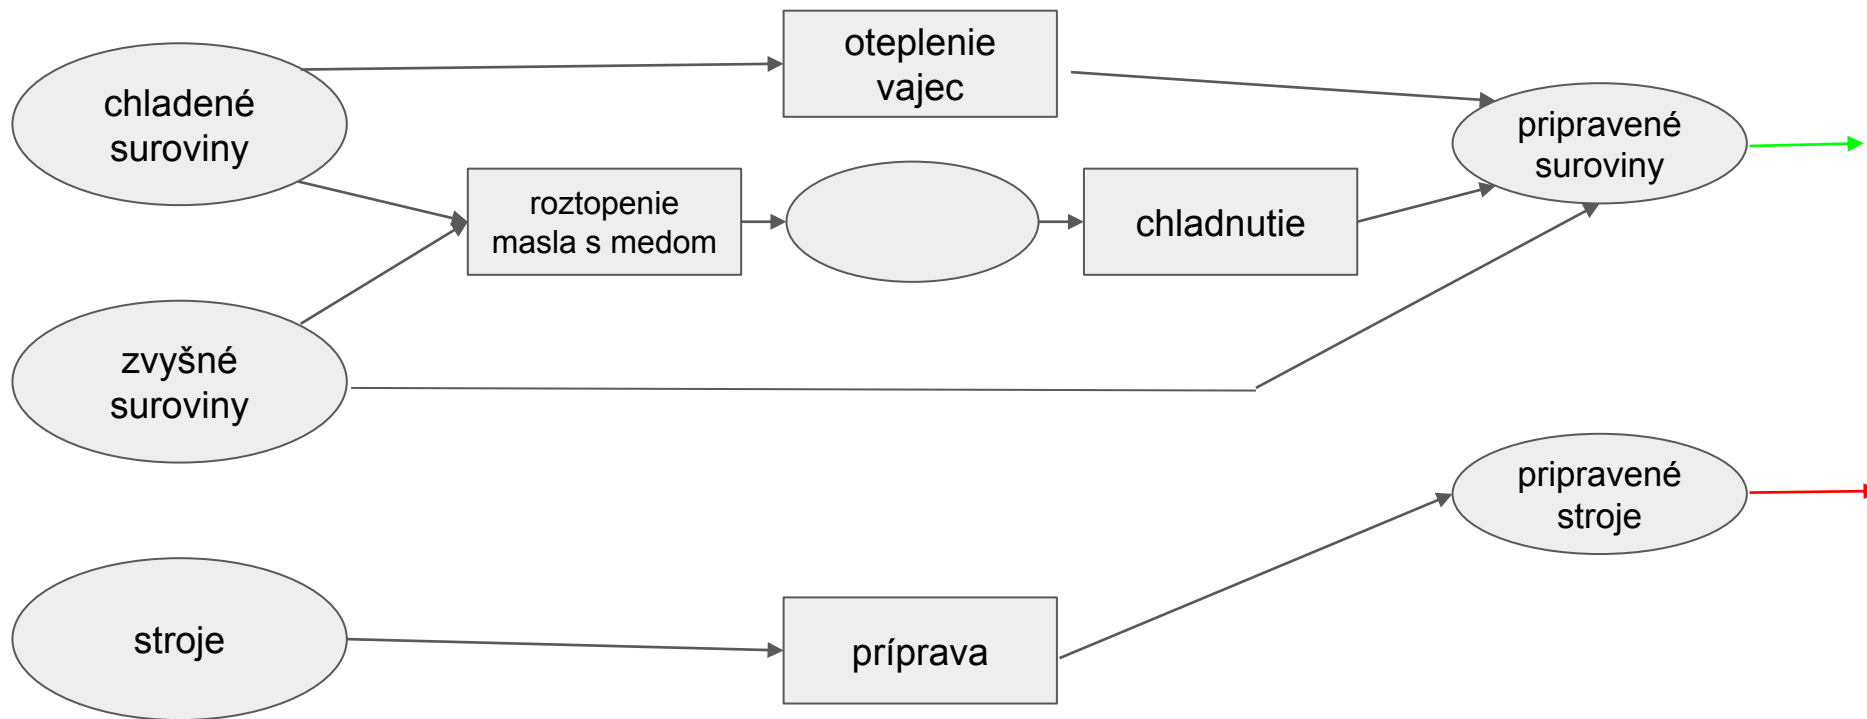 oteplenie
vajec
chladené
suroviny
pripravené
suroviny
roztopenie
masla s medom
chladnutie
zvyšné
suroviny
pripravené
stroje
stroje
príprava